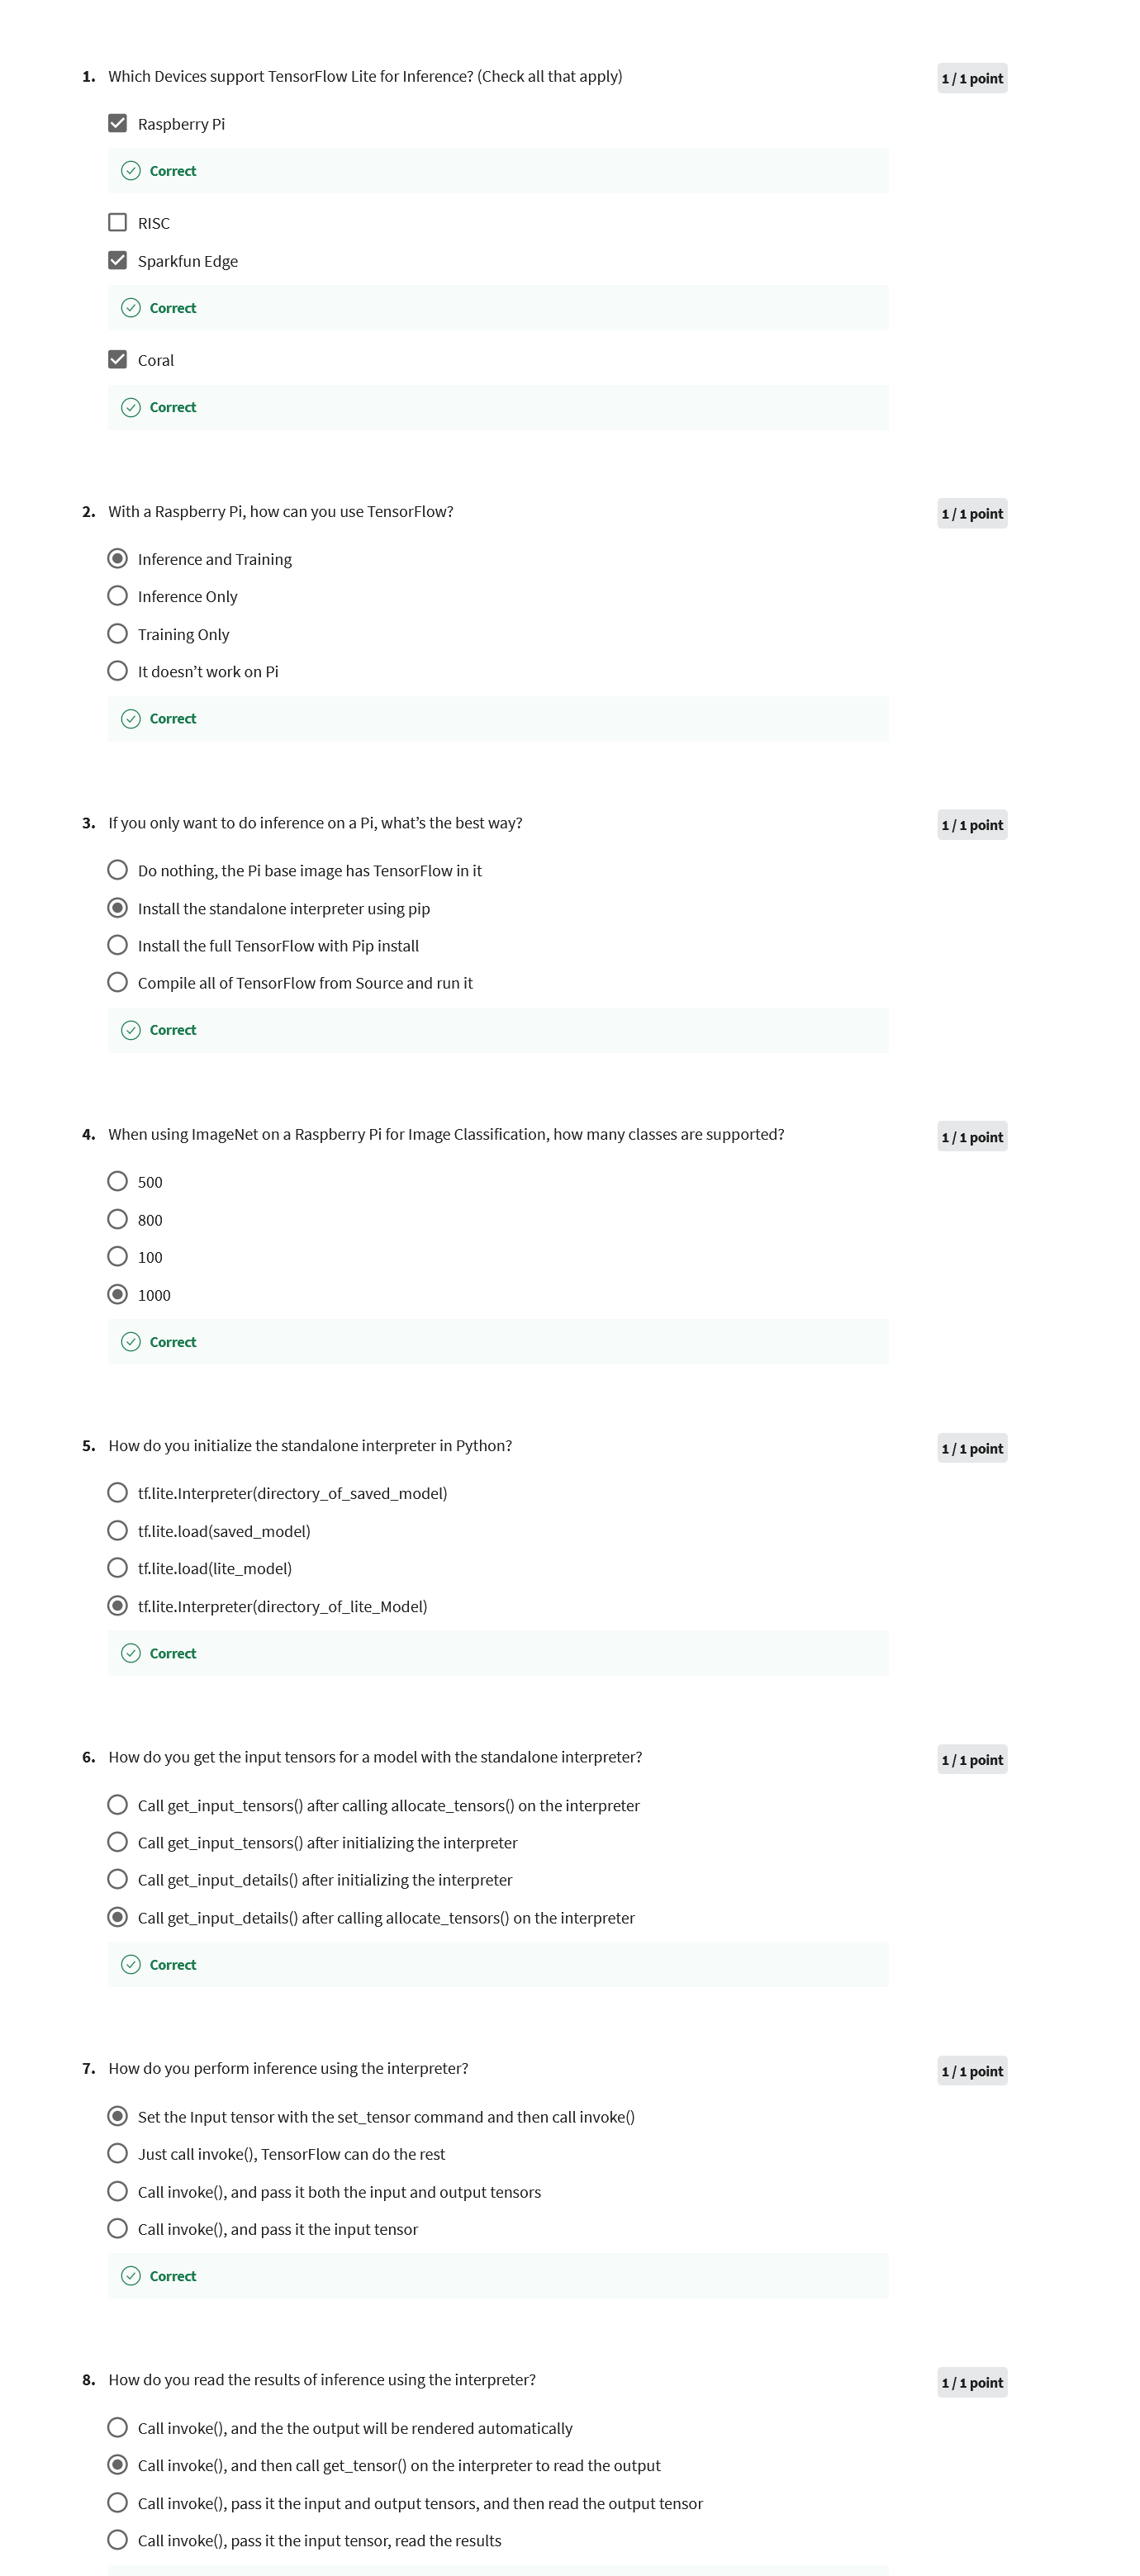 1. Which Devices support TensorFlow Lite for Inference? (Check all that apply) 1 / 1 point
Raspberry Pi
Correct
RISC
Sparkfun Edge
Correct
Coral
Correct
2. With a Raspberry Pi, how can you use TensorFlow? 1 / 1 point
Inference and Training
Inference Only
Training Only
It doesn’t work on Pi
Correct
3. If you only want to do inference on a Pi, what’s the best way? 1 / 1 point
Do nothing, the Pi base image has TensorFlow in it
Install the standalone interpreter using pip
Install the full TensorFlow with Pip install
Compile all of TensorFlow from Source and run it
Correct
4. When using ImageNet on a Raspberry Pi for Image Classification, how many classes are supported? 1 / 1 point
500
800
100
1000
Correct
5. How do you initialize the standalone interpreter in Python? 1 / 1 point
tf.lite.Interpreter(directory_of_saved_model)
tf.lite.load(saved_model)
tf.lite.load(lite_model)
tf.lite.Interpreter(directory_of_lite_Model)
Correct
6. How do you get the input tensors for a model with the standalone interpreter? 1 / 1 point
Call get_input_tensors() after calling allocate_tensors() on the interpreter
Call get_input_tensors() after initializing the interpreter
Call get_input_details() after initializing the interpreter
Call get_input_details() after calling allocate_tensors() on the interpreter
Correct
7. How do you perform inference using the interpreter? 1 / 1 point
Set the Input tensor with the set_tensor command and then call invoke()
Just call invoke(), TensorFlow can do the rest
Call invoke(), and pass it both the input and output tensors
Call invoke(), and pass it the input tensor
Correct
8. How do you read the results of inference using the interpreter? 1 / 1 point
Call invoke(), and the the output will be rendered automatically
Call invoke(), and then call get_tensor() on the interpreter to read the output
Call invoke(), pass it the input and output tensors, and then read the output tensor
Call invoke(), pass it the input tensor, read the results